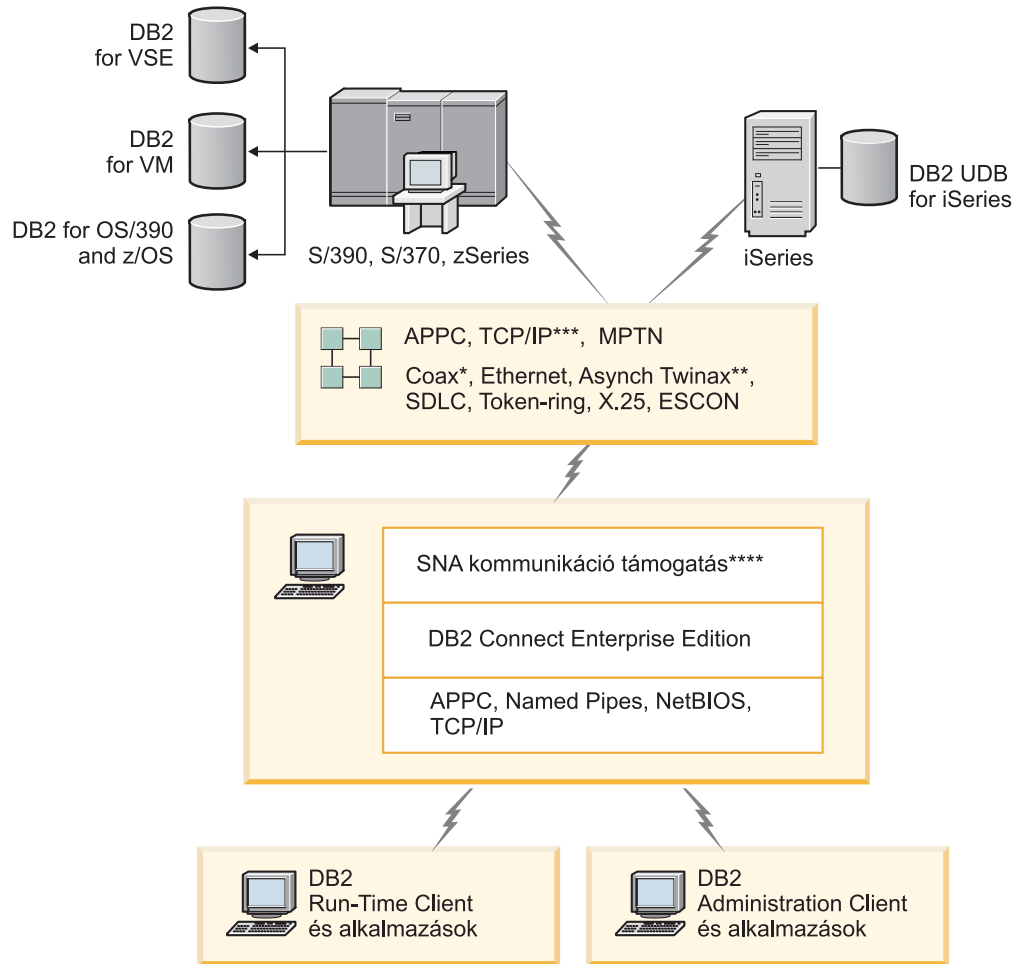 DB2
for VSE
DB2
for VM
DB2 for OS/390
and z/OS
S/390, S/370, zSeries
iSeries
DB2 UDB
for iSeries
APPC, TCP/IP***, MPTN
Coax*, Ethernet, Asynch Twinax**,
SDLC, Token-ring, X.25, ESCON
SNA kommunikáció támogatás****
DB2 Connect Enterprise Edition
APPC, Named Pipes, NetBIOS,
TCP/IP
DB2
Run-Time Client
és alkalmazások
DB2
Administration Client
és alkalmazások